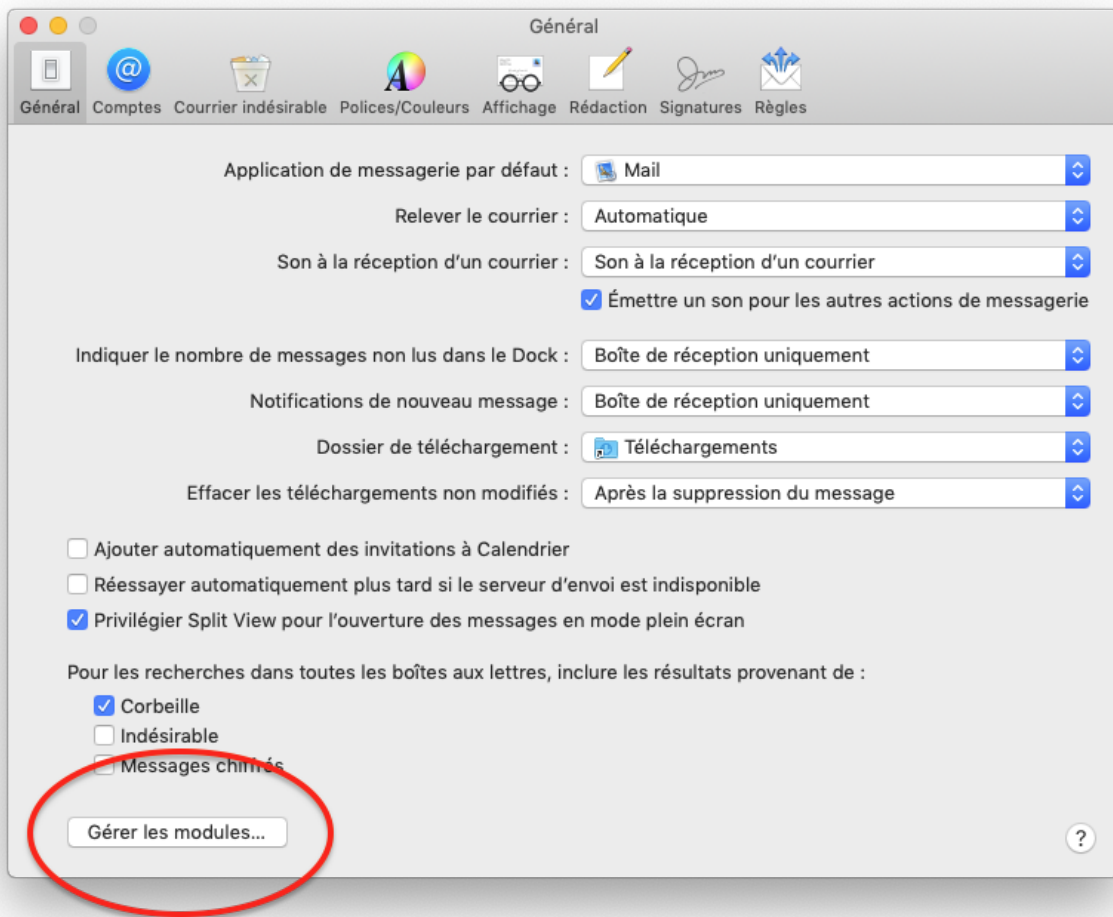 Général
Général Comptes Courrier indésirable Polices/Couleurs Affichage Rédaction Signatures Règles
Application de messagerie par défaut : Mail
Relever le courrier : Automatique
Son à la réception d'un courrier : Son à la réception d'un courrier
Émettre un son pour les autres actions de messagerie
Indiquer le nombre de messages non lus dans le Dock : Boîte de réception uniquement
Notifications de nouveau message : Boîte de réception uniquement
Dossier de téléchargement : Téléchargements
Effacer les téléchargements non modifiés : Après la suppression du message
Ajouter automatiquement des invitations à Calendrier
Réessayer automatiquement plus tard si le serveur d'envoi est indisponible
Privilégier Split View pour l'ouverture des messages en mode plein écran
Pour les recherches dans toutes les boîtes aux lettres, inclure les résultats provenant de :
Corbeille
Indésirable
Messages chiffrés
Gérer les modules...
?